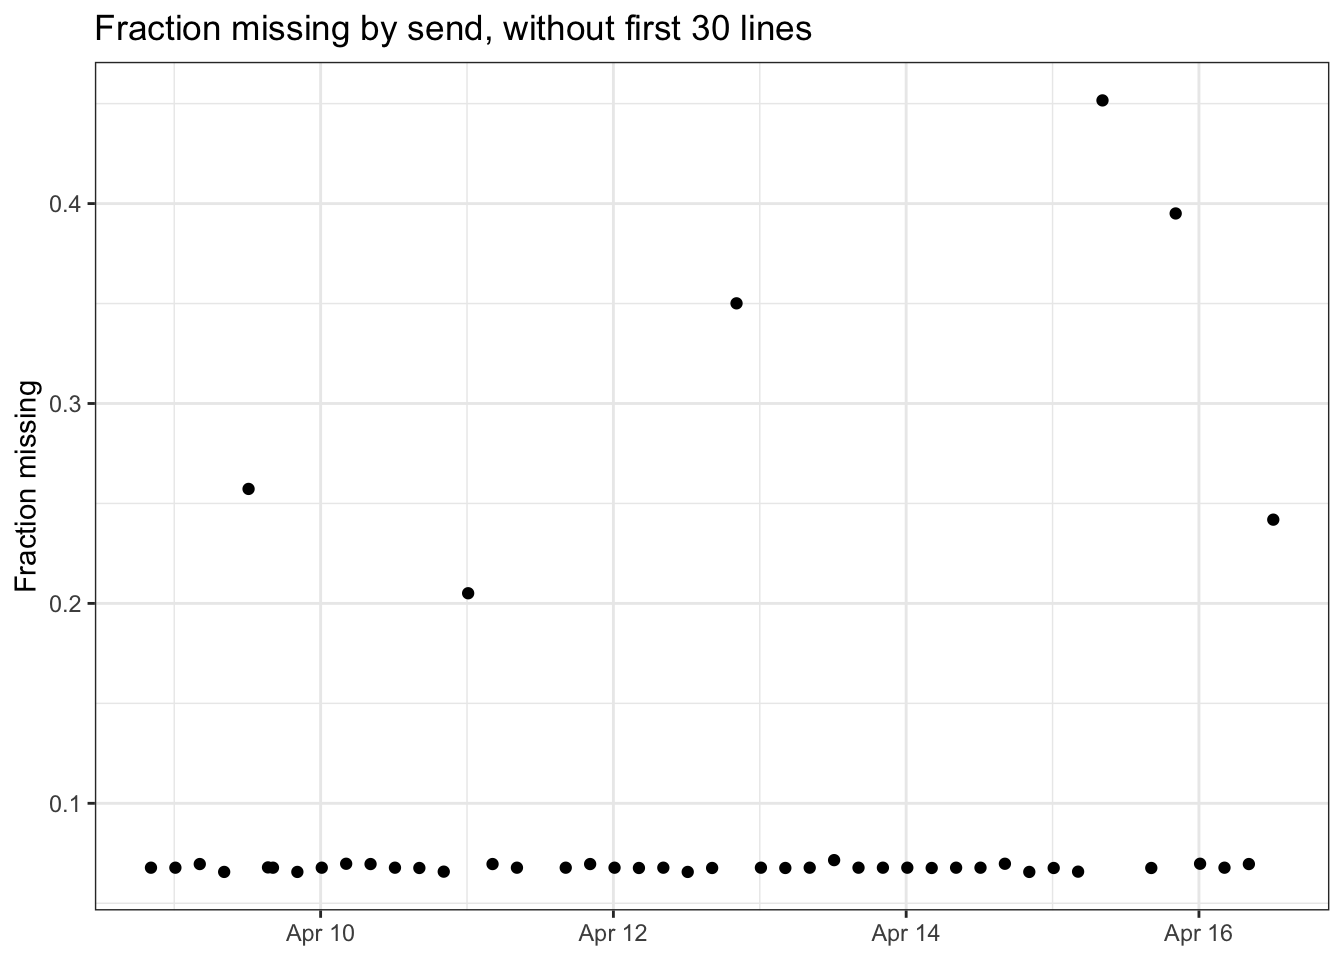 Fraction missing by send, without first 30 lines
Fraction missing
0.4
0.3
0.2
0.1
Apr 10
Apr 12
Apr 14
Apr 16